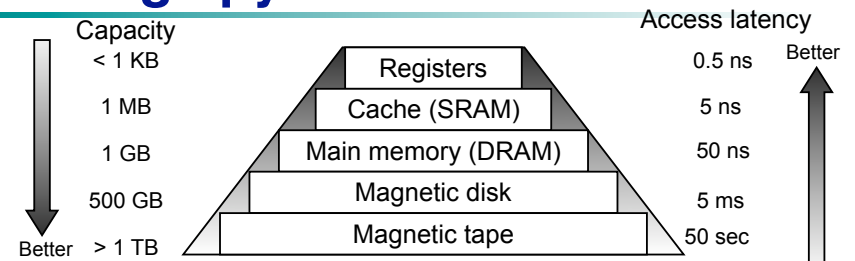 Capacity
Access latency
< 1 KB
Registers
0.5 ns
Better
1 MB
Cache (SRAM)
5 ns
1 GB
Main memory (DRAM)
50 ns
500 GB
Magnetic disk
5 ms
Better
> 1 TB
Magnetic tape
50 sec